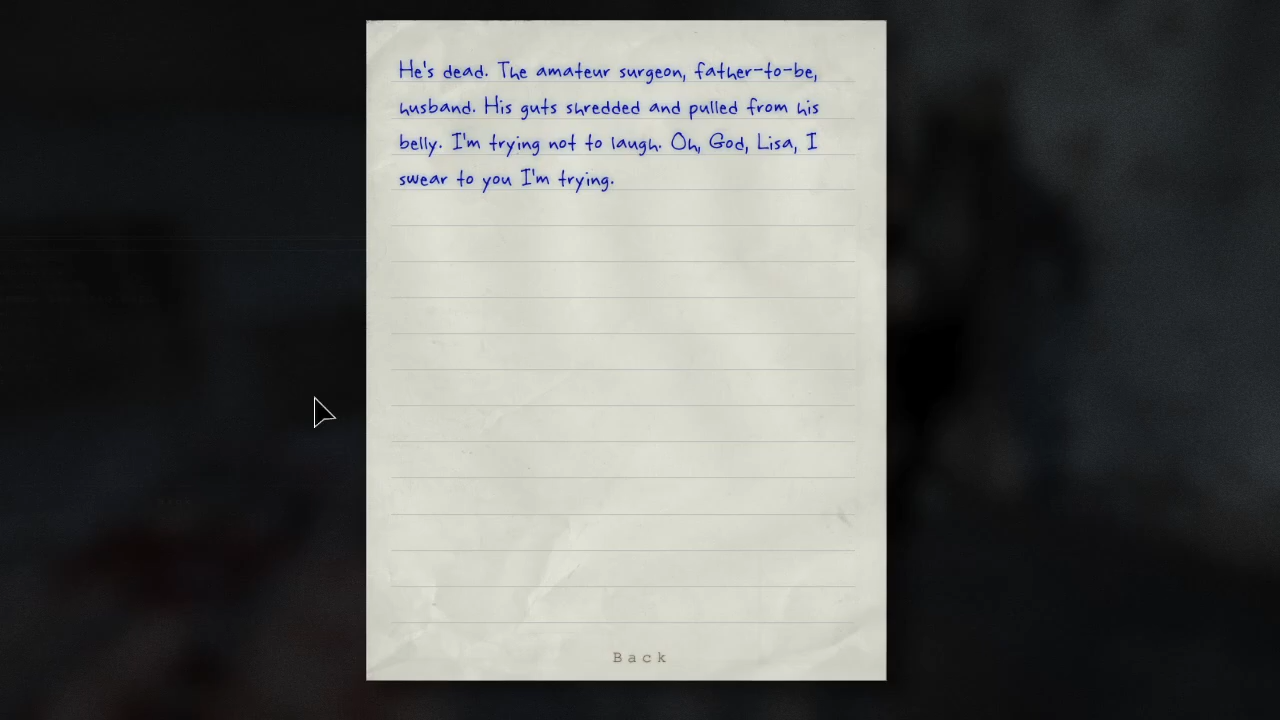 He's dead. The amateur surgeon, father-to-be,
husband. His guts shredded and pulled from his
belly. I'm trying not to laugh. Oh, God, Lisa, I
swear to you I'm trying.
Back